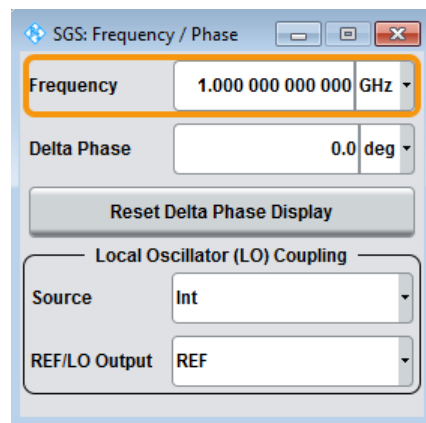 SGS: Frequency / Phase
Frequency 1.000 000 000 000 GHz
Delta Phase 0.0 deg
Reset Delta Phase Display
Local Oscillator (LO) Coupling
Source Int
REF/LO Output REF